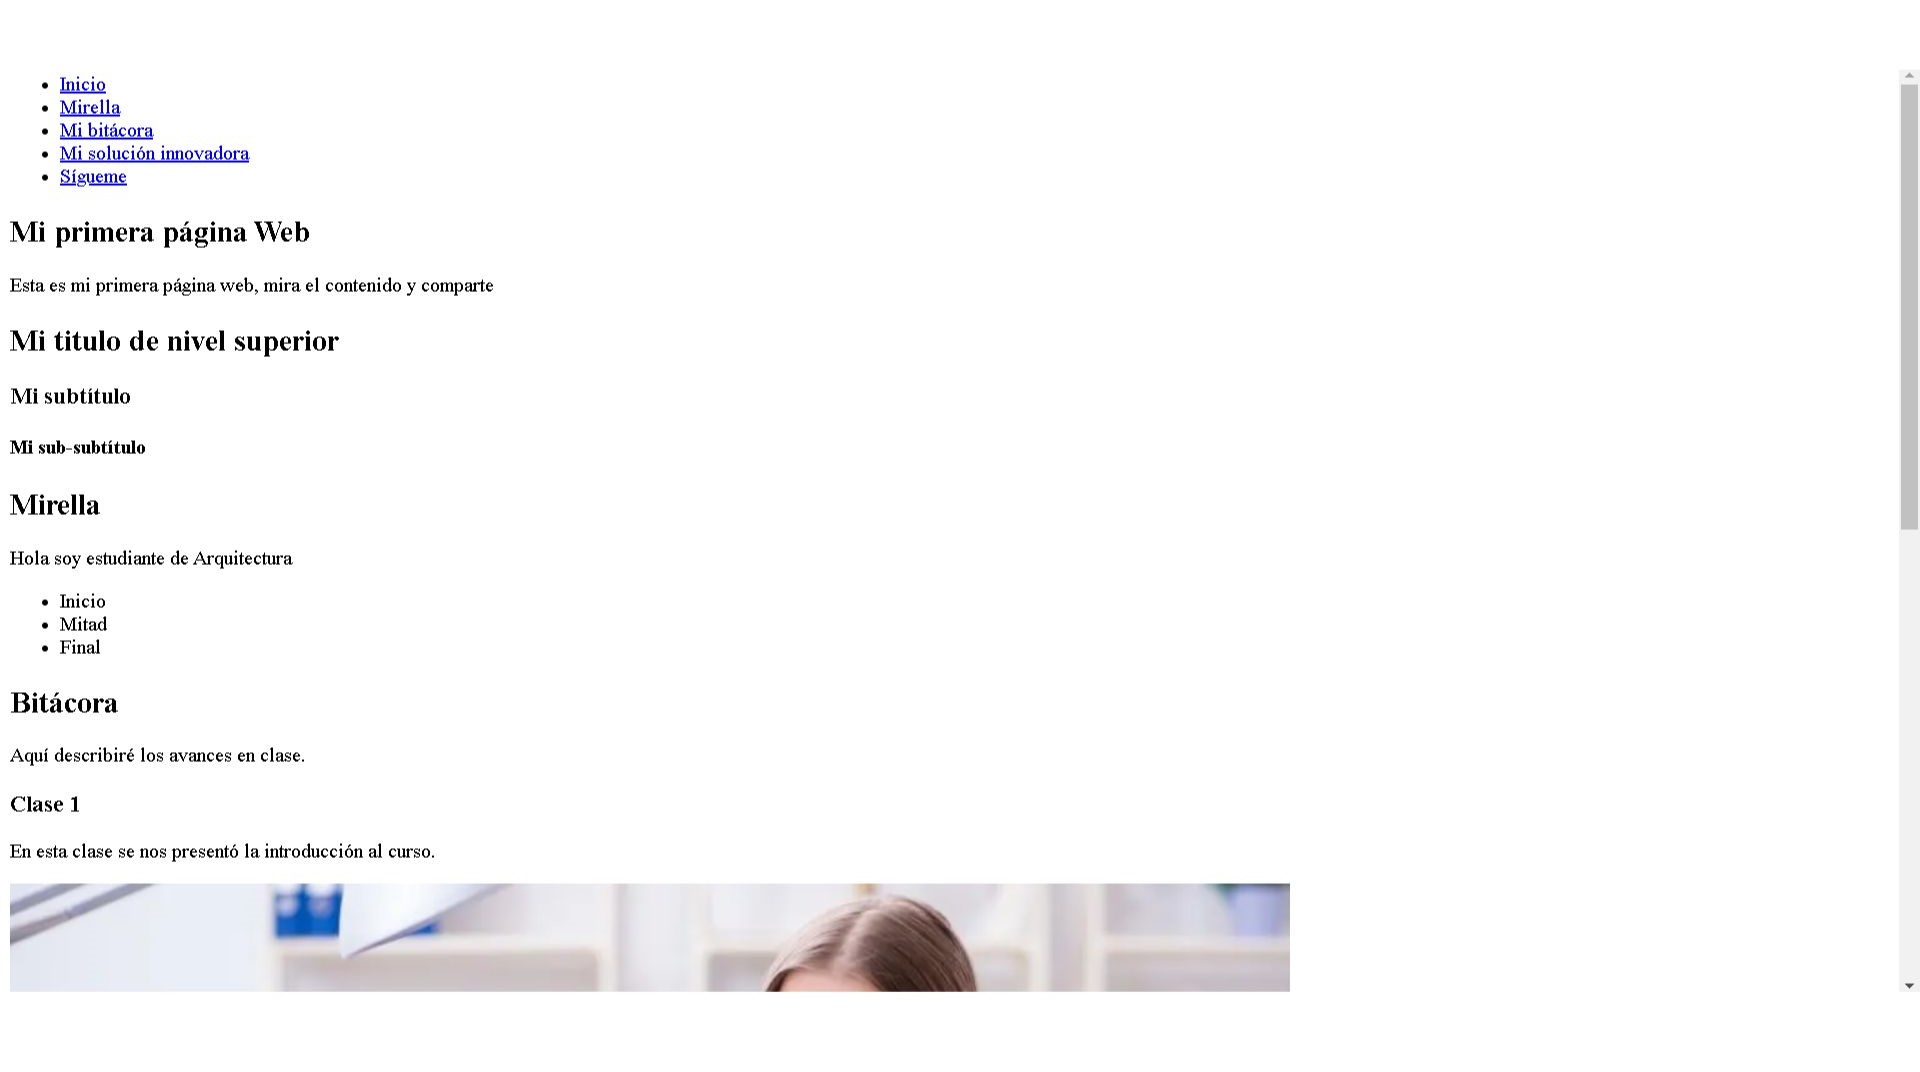 Inicio
Mirella
Mi bitácora
Mi solución innovadora
Sígueme
Mi primera página Web
Esta es mi primera página web, mira el contenido y comparte
Mi titulo de nivel superior
Mi subtítulo
Mi sub-subtítulo
Mirella
Hola soy estudiante de Arquitectura
Inicio
Mitad
Final
Bitácora
Aquí describiré los avances en clase.
Clase 1
En esta clase se nos presentó la introducción al curso.